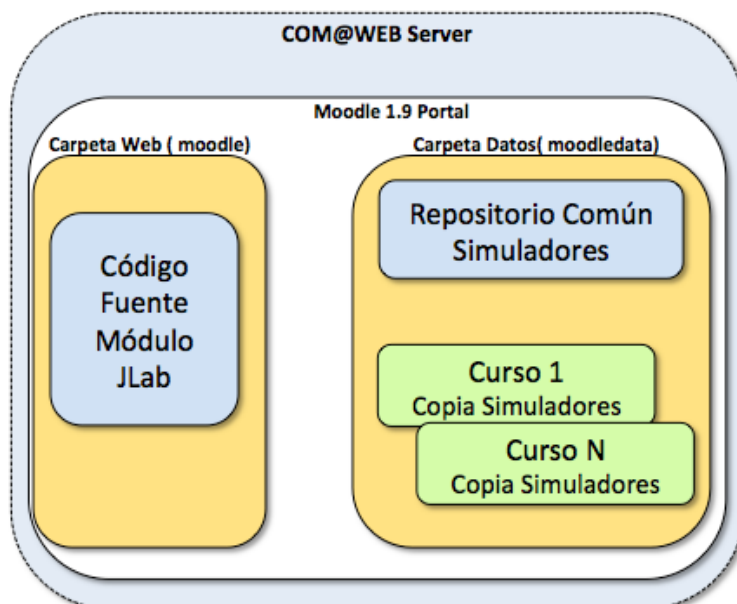 COM@WEB Server
Moodle 1.9 Portal
Carpeta Web ( moodle)
Código
Fuente
Módulo
JLab
Carpeta Datos( moodledata)
Repositorio Común
Simuladores
Curso 1
Copia Simuladores
Curso N
Copia Simuladores